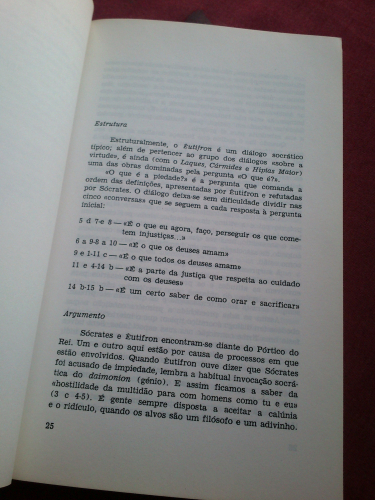 Estrutura
Estruturalmente, o Êutifron é um diálogo socrático
típico; além de pertencer ao grupo dos diálogos «sobre a
virtude», é ainda (com o Laques, Cármides e Hípias Maior)
uma das obras dominadas pela pergunta «O que é?».
«O que é a piedade?» é a pergunta que comanda a
ordem das definições, apresentadas por Êutifron e refutadas
por Sócrates. O diálogo deixa-se sem dificuldade dividir nas
cinco «conversas» que se seguem a cada resposta à pergunta
inicial:
5 d 7-e 8 — «É o que eu agora, faço, perseguir os que come-
tem injustiças...»
6 a 9-8 a 10 — «É o que os deuses amam»
9 e 1-11 c — «O que todos os deuses amam»
11 e 4-14 b — «É a parte da justiça que respeita ao cuidado
com os deuses»
14 b-15 b — «É um certo saber de como orar e sacrificar»
Argumento
Sócrates e Êutifron encontram-se diante do Pórtico do
Rei. Um e outro aqui estão por causa de processos em que
estão envolvidos. Quando Êutifron ouve dizer que Sócrates
foi acusado de impiedade, lembra a habitual invocação socrá-
tica do daimonion (génio). E assim ficamos a saber da
«hostilidade da multidão para com homens como tu e eu»
(3 c 4-5). É gente sempre disposta a aceitar a calúnia
e o ridículo, quando os alvos são um filósofo e um adivinho.
25